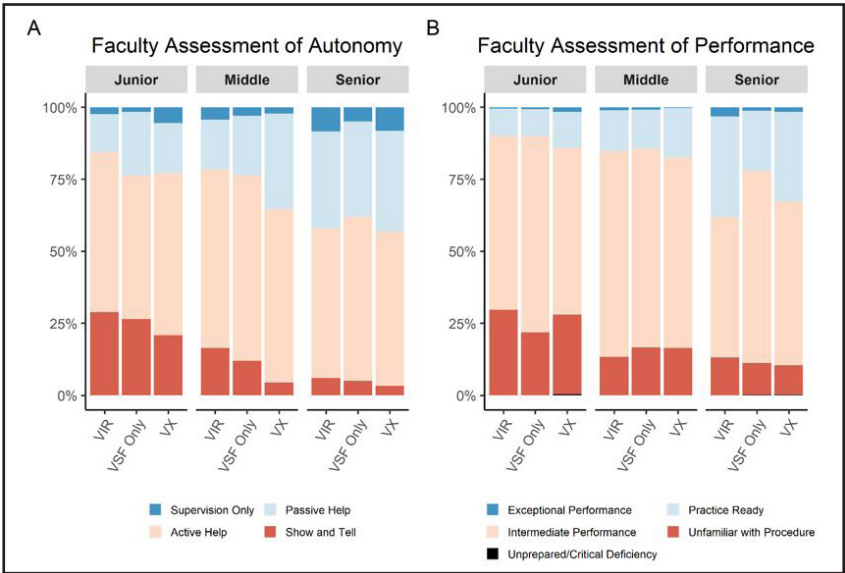 A
Faculty Assessment of Autonomy
Junior Middle Senior
100%
75%
50%
25%
0%
VIR VSF Only VX VIR VSF Only VX VIR VSF Only VX
Supervision Only Passive Help
Active Help Show and Tell
B
Faculty Assessment of Performance
Junior Middle Senior
100%
75%
50%
25%
0%
VIR VSF Only VX VIR VSF Only VX VIR VSF Only VX
Exceptional Performance Practice Ready
Intermediate Performance Unfamiliar with Procedure
Unprepared/Critical Deficiency